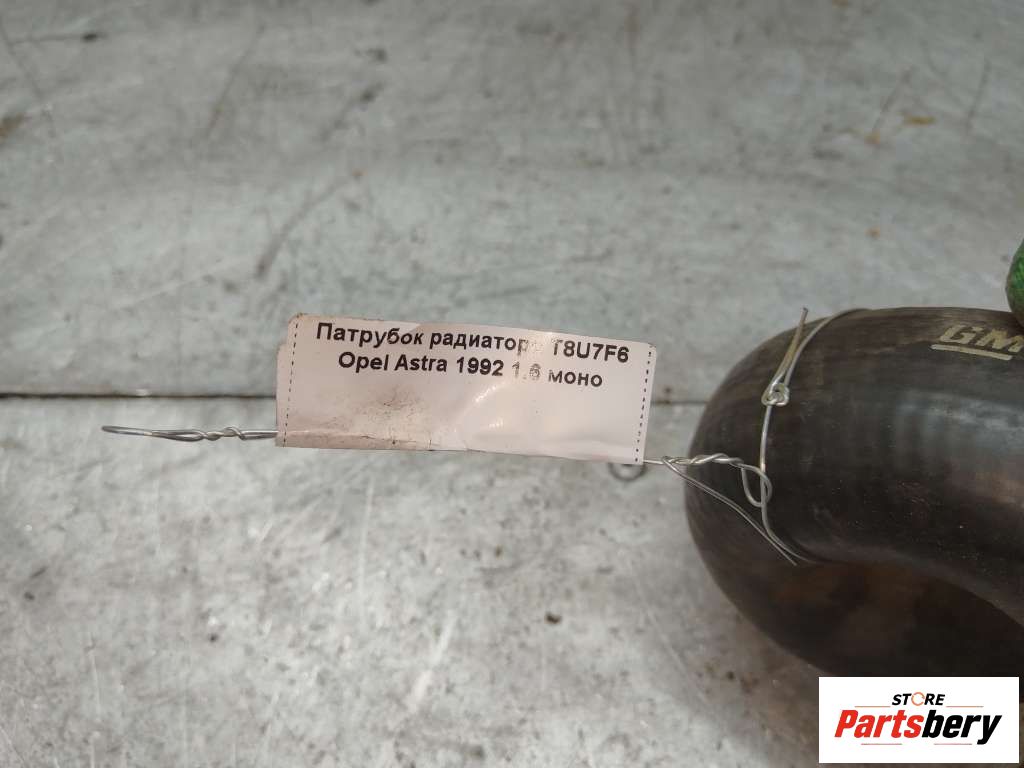 Патрубок радиатора T8U7F6
Opel Astra 1992 1.6 моно
GM
STORE
Partsbery